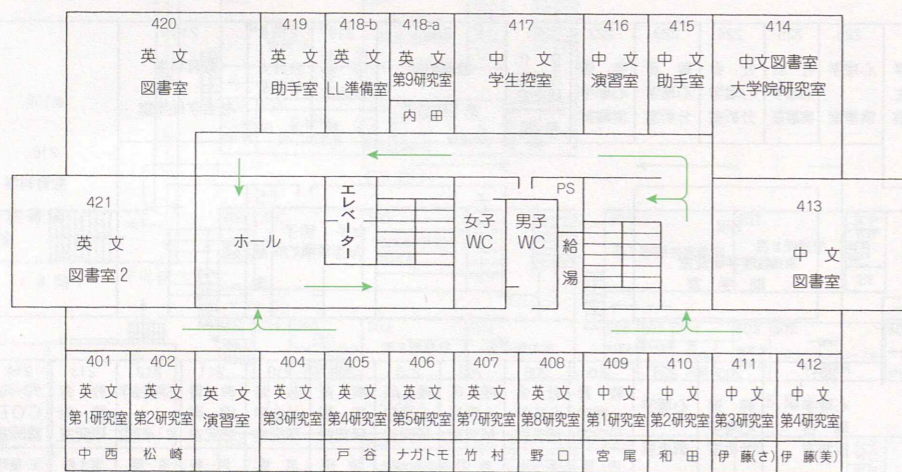 420
英文
図書室
419
英文
助手室
418-b
英文
LL準備室
418-a
英文
第9研究室
内田
417
中文
学生控室
416
中文
演習室
415
中文
助手室
414
中文図書室
大学院研究室
421
英文
図書室2
ホール
エレベーター
女子
WC
男子
WC
PS
給湯
413
中文
図書室
401
英文
第1研究室
中西
402
英文
第2研究室
松崎
英文
演習室
404
英文
第3研究室
405
英文
第4研究室
戸谷
406
英文
第5研究室
ナガトモ
407
英文
第7研究室
竹村
408
英文
第8研究室
野口
409
中文
第1研究室
宮尾
410
中文
第2研究室
和田
411
中文
第3研究室
伊藤(さ)
412
中文
第4研究室
伊藤(美)